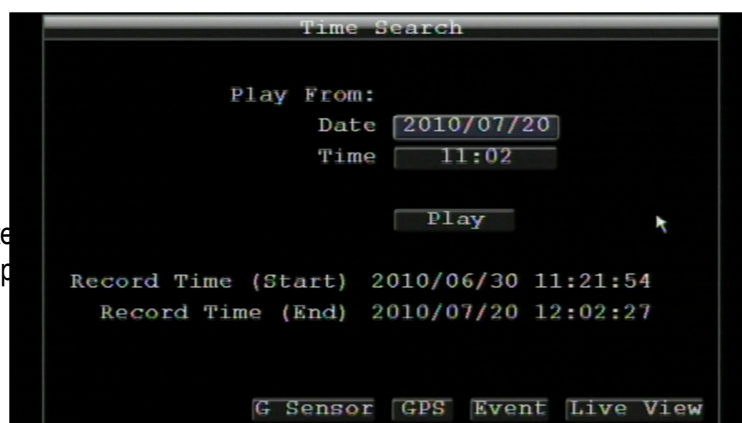 Time Search
Play From:
Date 2010/07/20
Time 11:02
Play
Record Time (Start) 2010/06/30 11:21:54
Record Time (End) 2010/07/20 12:02:27
G Sensor GPS Event Live View